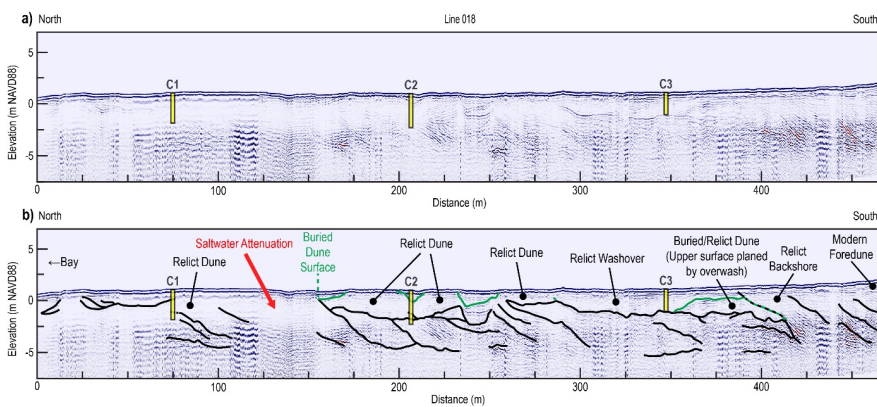 a)
North
Line 018
South
Elevation (m NAVD88)
5
0
-5
C1
C2
C3
0
100
200
300
400
Distance (m)
b)
North
South
Elevation (m NAVD88)
5
0
-5
←Bay
C1
Relict Dune
Saltwater Attenuation
Buried
Dune
Surface
Relict Dune
C2
Relict Dune
Relict Washover
C3
Buried/Relict Dune
(Upper surface planed
by overwash)
Relict
Backshore
Modern
Foredune
0
100
200
300
400
Distance (m)